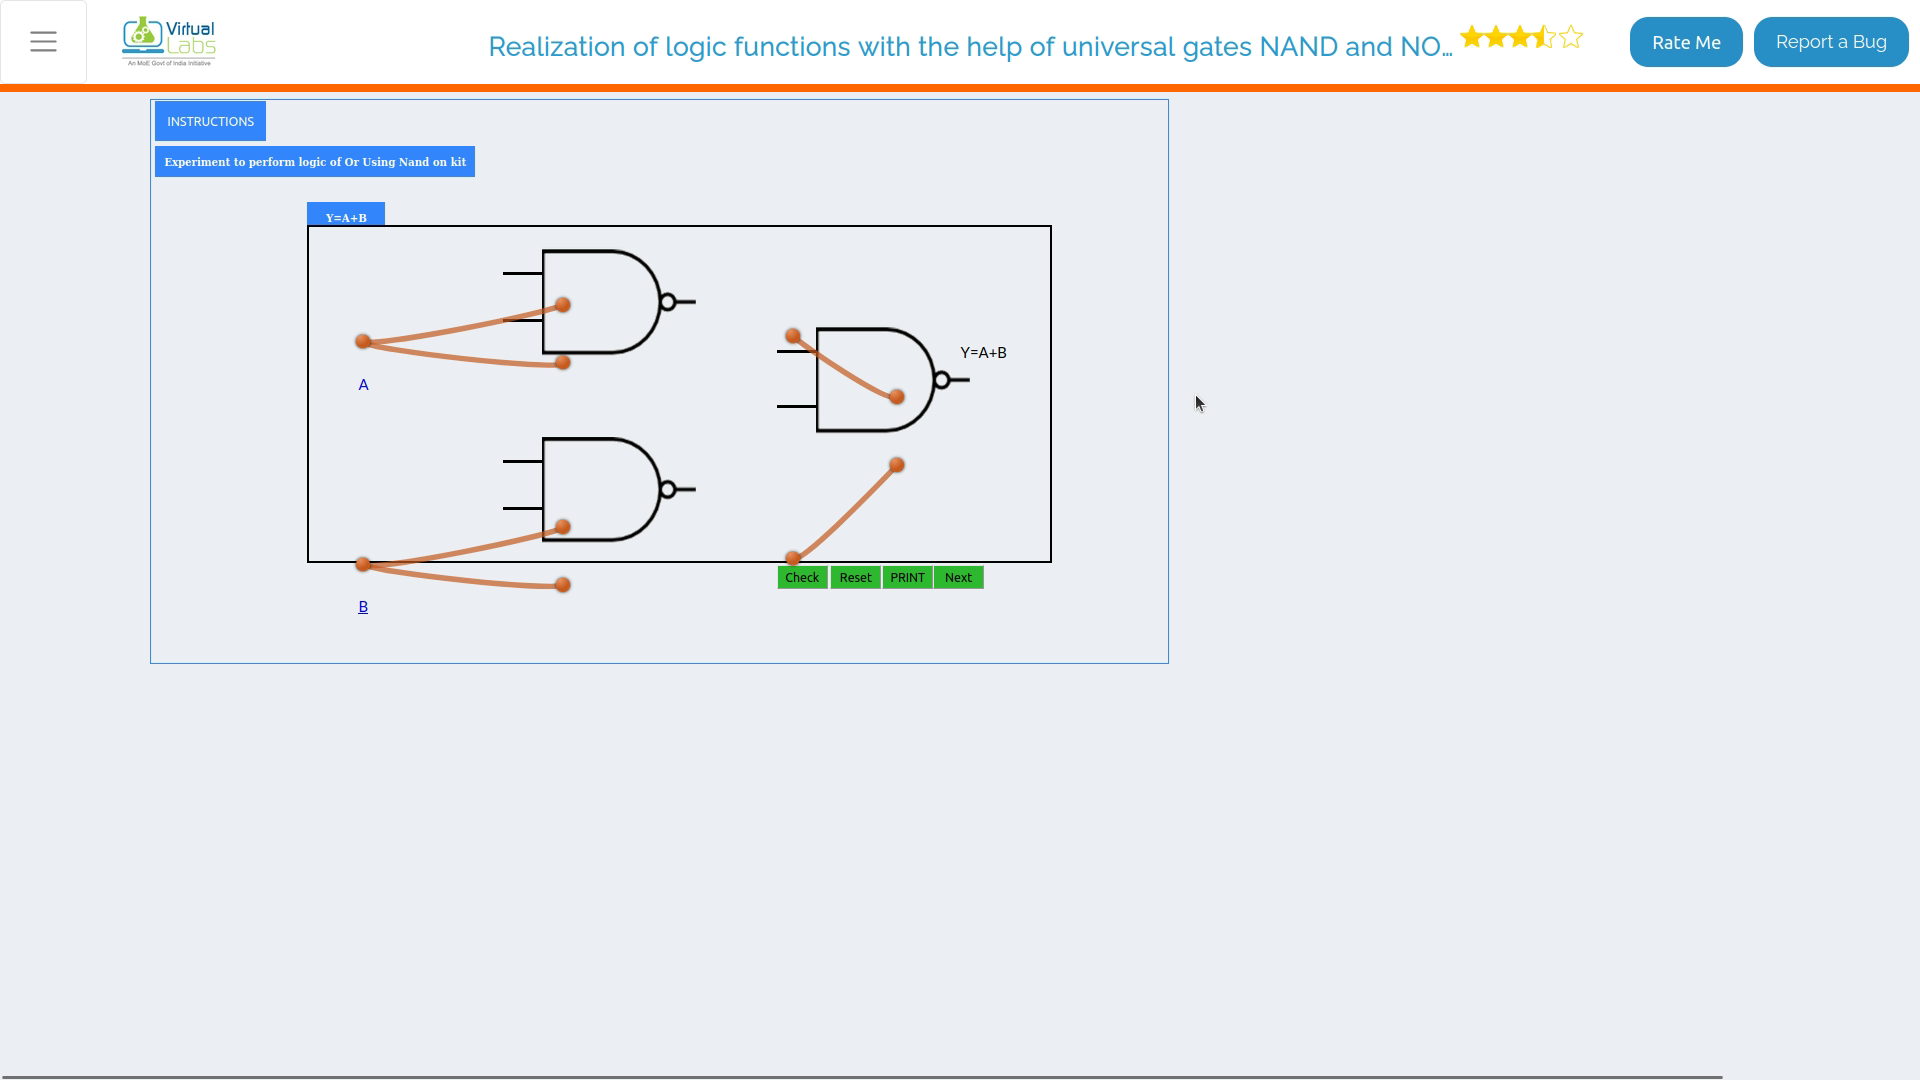 Virtual
Labs
An MoE Govt of India Initiative
Realization of logic functions with the help of universal gates NAND and NO...
Rate Me
Report a Bug
INSTRUCTIONS
Experiment to perform logic of Or Using Nand on kit
Y=A+B
Y=A+B
A
B
Check
Reset
PRINT
Next